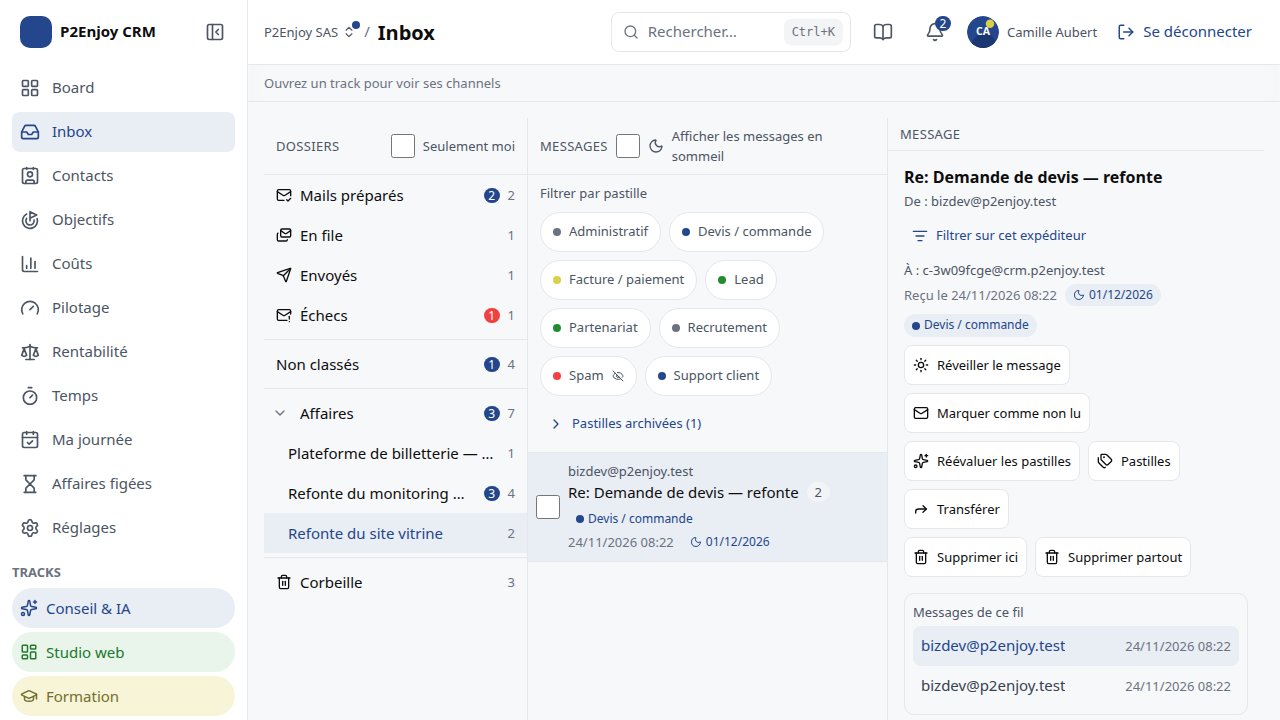 P2Enjoy CRM
Board
Inbox
Contacts
Objectifs
Coûts
Pilotage
Rentabilité
Temps
Ma journée
Affaires figées
Réglages
TRACKS
Conseil & IA
Studio web
Formation
P2Enjoy SAS / Inbox
Rechercher... Ctrl+K
2
CA Camille Aubert
Se déconnecter
Ouvrez un track pour voir ses channels
DOSSIERS Seulement moi
Mails préparés 2 2
En file 1
Envoyés 1
Échecs 1 1
Non classés 1 4
Affaires 3 7
Plateforme de billetterie — ... 1
Refonte du monitoring ... 3 4
Refonte du site vitrine 2
Corbeille 3
MESSAGES Afficher les messages en
sommeil
Filtrer par pastille
Administratif Devis / commande
Facture / paiement Lead
Partenariat Recrutement
Spam Support client
Pastilles archivées (1)
bizdev@p2enjoy.test
Re: Demande de devis — refonte 2
Devis / commande
24/11/2026 08:22 01/12/2026
MESSAGE
Re: Demande de devis — refonte
De : bizdev@p2enjoy.test
Filtrer sur cet expéditeur
À : c-3w09fcge@crm.p2enjoy.test
Reçu le 24/11/2026 08:22 01/12/2026
Devis / commande
Réveiller le message
Marquer comme non lu
Réévaluer les pastilles Pastilles
Transférer
Supprimer ici Supprimer partout
Messages de ce fil
bizdev@p2enjoy.test 24/11/2026 08:22
bizdev@p2enjoy.test 24/11/2026 08:22